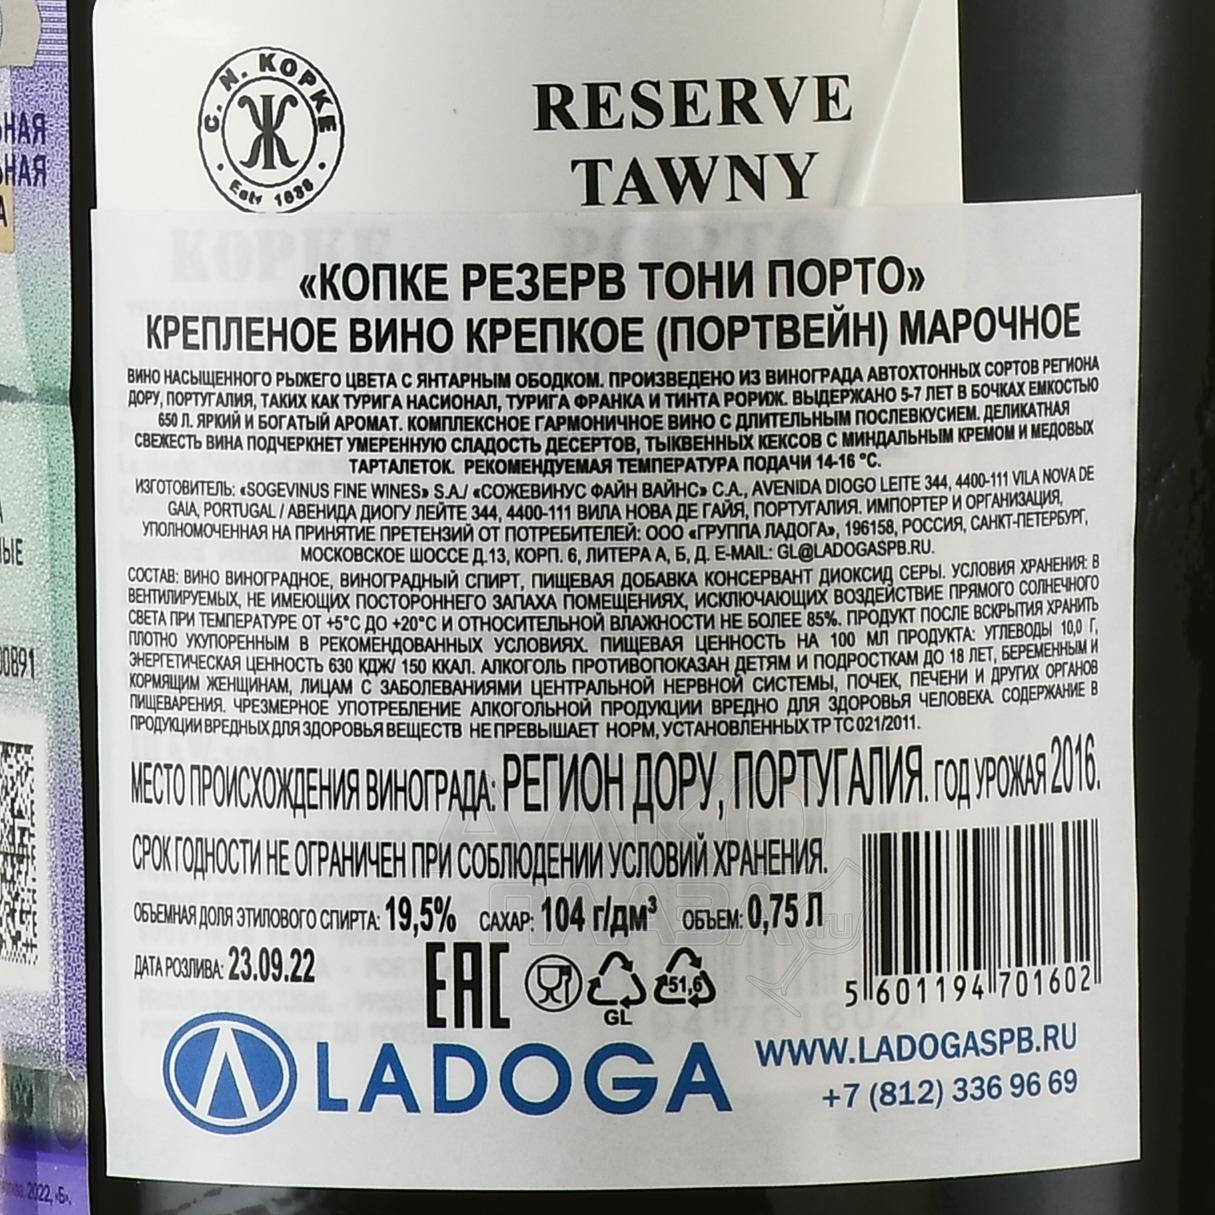 C. N. KOPKE
Estd 1638
RESERVE
TAWNY
KOPKE
PORTO
ЬНАЯ
ЬНАЯ
А
«КОПКЕ РЕЗЕРВ ТОНИ ПОРТО»
КРЕПЛЕНОЕ ВИНО КРЕПКОЕ (ПОРТВЕЙН) МАРОЧНОЕ
ВИНО НАСЫЩЕННОГО РЫЖЕГО ЦВЕТА С ЯНТАРНЫМ ОБОДКОМ. ПРОИЗВЕДЕНО ИЗ ВИНОГРАДА АВТОХТОННЫХ СОРТОВ РЕГИОНА
ДОРУ, ПОРТУГАЛИЯ, ТАКИХ КАК ТУРИГА НАСИОНАЛ, ТУРИГА ФРАНКА И ТИНТА РОРИЖ. ВЫДЕРЖАНО 5-7 ЛЕТ В БОЧКАХ ЕМКОСТЬЮ
650 Л. ЯРКИЙ И БОГАТЫЙ АРОМАТ. КОМПЛЕКСНОЕ ГАРМОНИЧНОЕ ВИНО С ДЛИТЕЛЬНЫМ ПОСЛЕВКУСИЕМ. ДЕЛИКАТНАЯ
СВЕЖЕСТЬ ВИНА ПОДЧЕРКНЕТ УМЕРЕННУЮ СЛАДОСТЬ ДЕСЕРТОВ, ТЫКВЕННЫХ КЕКСОВ С МИНДАЛЬНЫМ КРЕМОМ И МЕДОВЫХ
ТАРТАЛЕТОК. РЕКОМЕНДУЕМАЯ ТЕМПЕРАТУРА ПОДАЧИ 14-16 °С.
ИЗГОТОВИТЕЛЬ: «SOGEVINUS FINE WINES» S.A./ «СОЖЕВИНУС ФАЙН ВАЙНС» С.А., AVENIDA DIOGO LEITE 344, 4400-111 VILA NOVA DE
GAIA, PORTUGAL / АВЕНИДА ДИОГУ ЛЕЙТЕ 344, 4400-111 ВИЛА НОВА ДЕ ГАЙЯ, ПОРТУГАЛИЯ. ИМПОРТЕР И ОРГАНИЗАЦИЯ,
УПОЛНОМОЧЕННАЯ НА ПРИНЯТИЕ ПРЕТЕНЗИЙ ОТ ПОТРЕБИТЕЛЕЙ: ООО «ГРУППА ЛАДОГА», 196158, РОССИЯ, САНКТ-ПЕТЕРБУРГ,
МОСКОВСКОЕ ШОССЕ Д.13, КОРП. 6, ЛИТЕРА А, Б, Д. E-MAIL: GL@LADOGASPB.RU.
СОСТАВ: ВИНО ВИНОГРАДНОЕ, ВИНОГРАДНЫЙ СПИРТ, ПИЩЕВАЯ ДОБАВКА КОНСЕРВАНТ ДИОКСИД СЕРЫ. УСЛОВИЯ ХРАНЕНИЯ: В
ВЕНТИЛИРУЕМЫХ, НЕ ИМЕЮЩИХ ПОСТОРОННЕГО ЗАПАХА ПОМЕЩЕНИЯХ, ИСКЛЮЧАЮЩИХ ВОЗДЕЙСТВИЕ ПРЯМОГО СОЛНЕЧНОГО
СВЕТА ПРИ ТЕМПЕРАТУРЕ ОТ +5°С ДО +20°С И ОТНОСИТЕЛЬНОЙ ВЛАЖНОСТИ НЕ БОЛЕЕ 85%. ПРОДУКТ ПОСЛЕ ВСКРЫТИЯ ХРАНИТЬ
ПЛОТНО УКУПОРЕННЫМ В РЕКОМЕНДОВАННЫХ УСЛОВИЯХ. ПИЩЕВАЯ ЦЕННОСТЬ НА 100 МЛ ПРОДУКТА: УГЛЕВОДЫ 10,0 Г,
ЭНЕРГЕТИЧЕСКАЯ ЦЕННОСТЬ 630 КДЖ/ 150 ККАЛ. АЛКОГОЛЬ ПРОТИВОПОКАЗАН ДЕТЯМ И ПОДРОСТКАМ ДО 18 ЛЕТ, БЕРЕМЕННЫМ И
КОРМЯЩИМ ЖЕНЩИНАМ, ЛИЦАМ С ЗАБОЛЕВАНИЯМИ ЦЕНТРАЛЬНОЙ НЕРВНОЙ СИСТЕМЫ, ПОЧЕК, ПЕЧЕНИ И ДРУГИХ ОРГАНОВ
ПИЩЕВАРЕНИЯ. ЧРЕЗМЕРНОЕ УПОТРЕБЛЕНИЕ АЛКОГОЛЬНОЙ ПРОДУКЦИИ ВРЕДНО ДЛЯ ЗДОРОВЬЯ ЧЕЛОВЕКА. СОДЕРЖАНИЕ В
ПРОДУКЦИИ ВРЕДНЫХ ДЛЯ ЗДОРОВЬЯ ВЕЩЕСТВ НЕ ПРЕВЫШАЕТ НОРМ, УСТАНОВЛЕННЫХ ТР ТС 021/2011.
МЕСТО ПРОИСХОЖДЕНИЯ ВИНОГРАДА: РЕГИОН ДОРУ, ПОРТУГАЛИЯ. ГОД УРОЖАЯ 2016.
СРОК ГОДНОСТИ НЕ ОГРАНИЧЕН ПРИ СОБЛЮДЕНИИ УСЛОВИЙ ХРАНЕНИЯ.
ОБЪЕМНАЯ ДОЛЯ ЭТИЛОВОГО СПИРТА: 19,5% САХАР: 104 г/дм³ ОБЪЕМ: 0,75 Л
ДАТА РОЗЛИВА: 23.09.22
EAC
GL
51,6
5 601194 701602
LADOGA
WWW.LADOGASPB.RU
+7 (812) 336 96 69
АЛКО
ПЛАЗА.ru
ЫЕ
00891
2022, «Б».